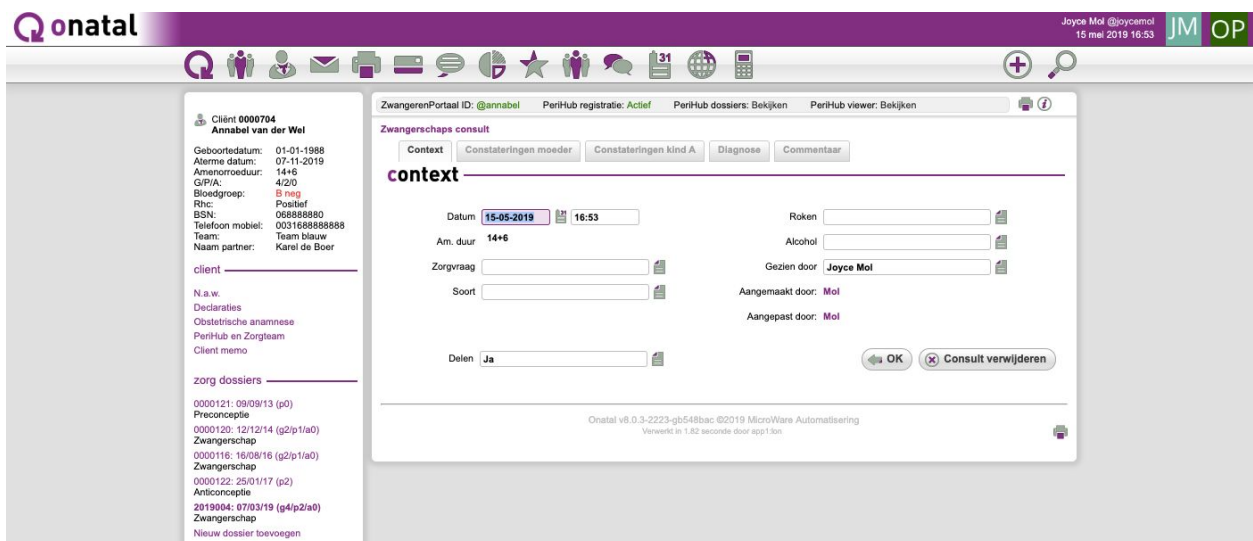 onatal
Joyce Mol @joycemol
15 mei 2019 16:53
JM
OP
31
Cliënt 0000704
Annabel van der Wel
Geboortedatum: 01-01-1988
Aterme datum: 07-11-2019
Amenorroeduur: 14+6
G/P/A: 4/2/0
Bloedgroep: B neg
Rhc: Positief
BSN: 068888880
Telefoon mobiel: 0031688888888
Team: Team blauw
Naam partner: Karel de Boer
client
N.a.w.
Declaraties
Obstetrische anamnese
PeriHub en Zorgteam
Client memo
zorg dossiers
0000121: 09/09/13 (p0)
Preconceptie
0000120: 12/12/14 (g2/p1/a0)
Zwangerschap
0000116: 16/08/16 (g2/p1/a0)
Zwangerschap
0000122: 25/01/17 (p2)
Anticonceptie
2019004: 07/03/19 (g4/p2/a0)
Zwangerschap
Nieuw dossier toevoegen
ZwangerenPortaal ID: @annabel PeriHub registratie: Actief PeriHub dossiers: Bekijken PeriHub viewer: Bekijken
Zwangerschaps consult
Context Constateringen moeder Constateringen kind A Diagnose Commentaar
context
Datum 15-05-2019 16:53 Roken
Am. duur 14+6 Alcohol
Zorgvraag Gezien door Joyce Mol
Soort Aangemaakt door: Mol
Aangepast door: Mol
Delen Ja OK Consult verwijderen
Onatal v8.0.3-2223-gb548bac ©2019 MicroWare Automatisering
Verwerkt in 1.82 seconde door app1.lon